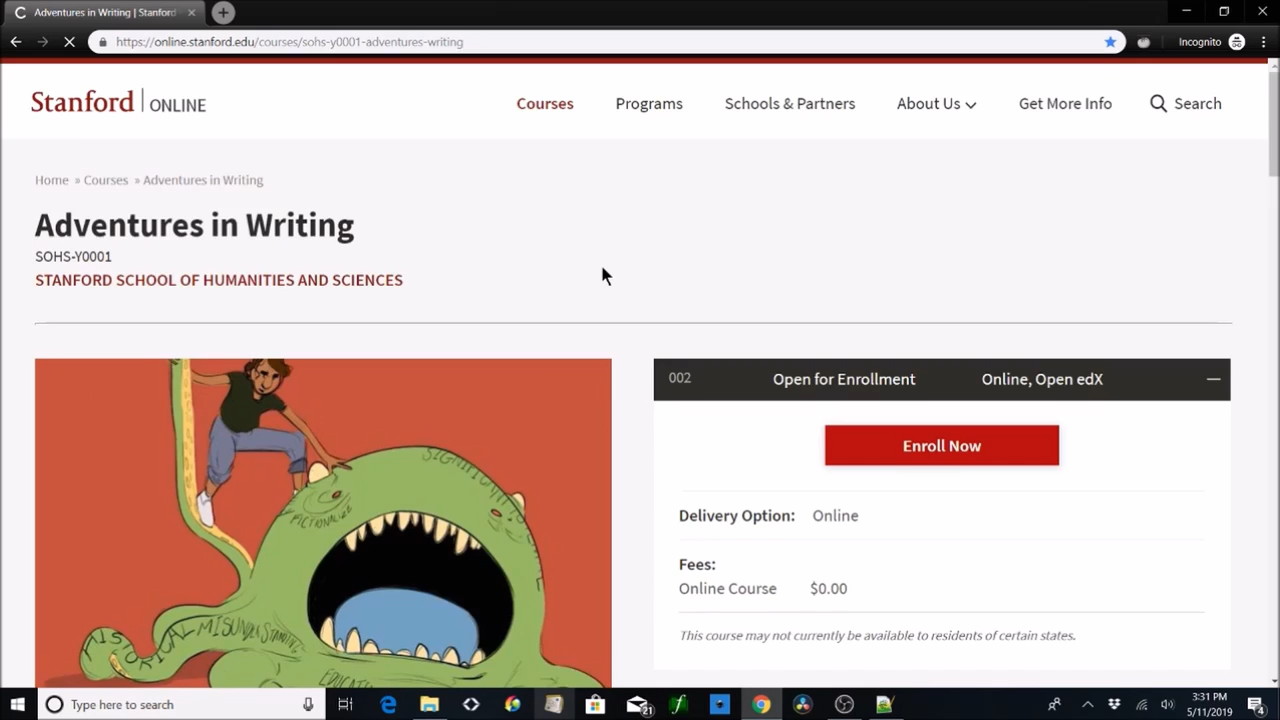 Adventures in Writing | Stanford
https://online.stanford.edu/courses/sohs-y0001-adventures-writing
Incognito
Stanford | ONLINE
Courses
Programs
Schools & Partners
About Us
Get More Info
Search
Home » Courses » Adventures in Writing
Adventures in Writing
SOHS-Y0001
STANFORD SCHOOL OF HUMANITIES AND SCIENCES
002
Open for Enrollment
Online, Open edX
Enroll Now
Delivery Option: Online
Fees:
Online Course $0.00
This course may not currently be available to residents of certain states.
FICTIONALIZE
MISUNDERSTANDING
Type here to search
21
3:31 PM
5/11/2019
4